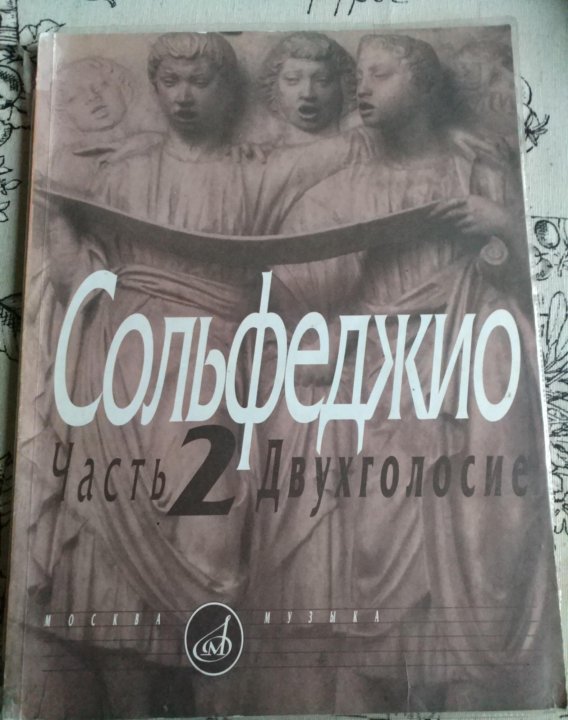 Сольфеджио
Часть 2 Двухголосие
МОСКВА МУЗЫКА